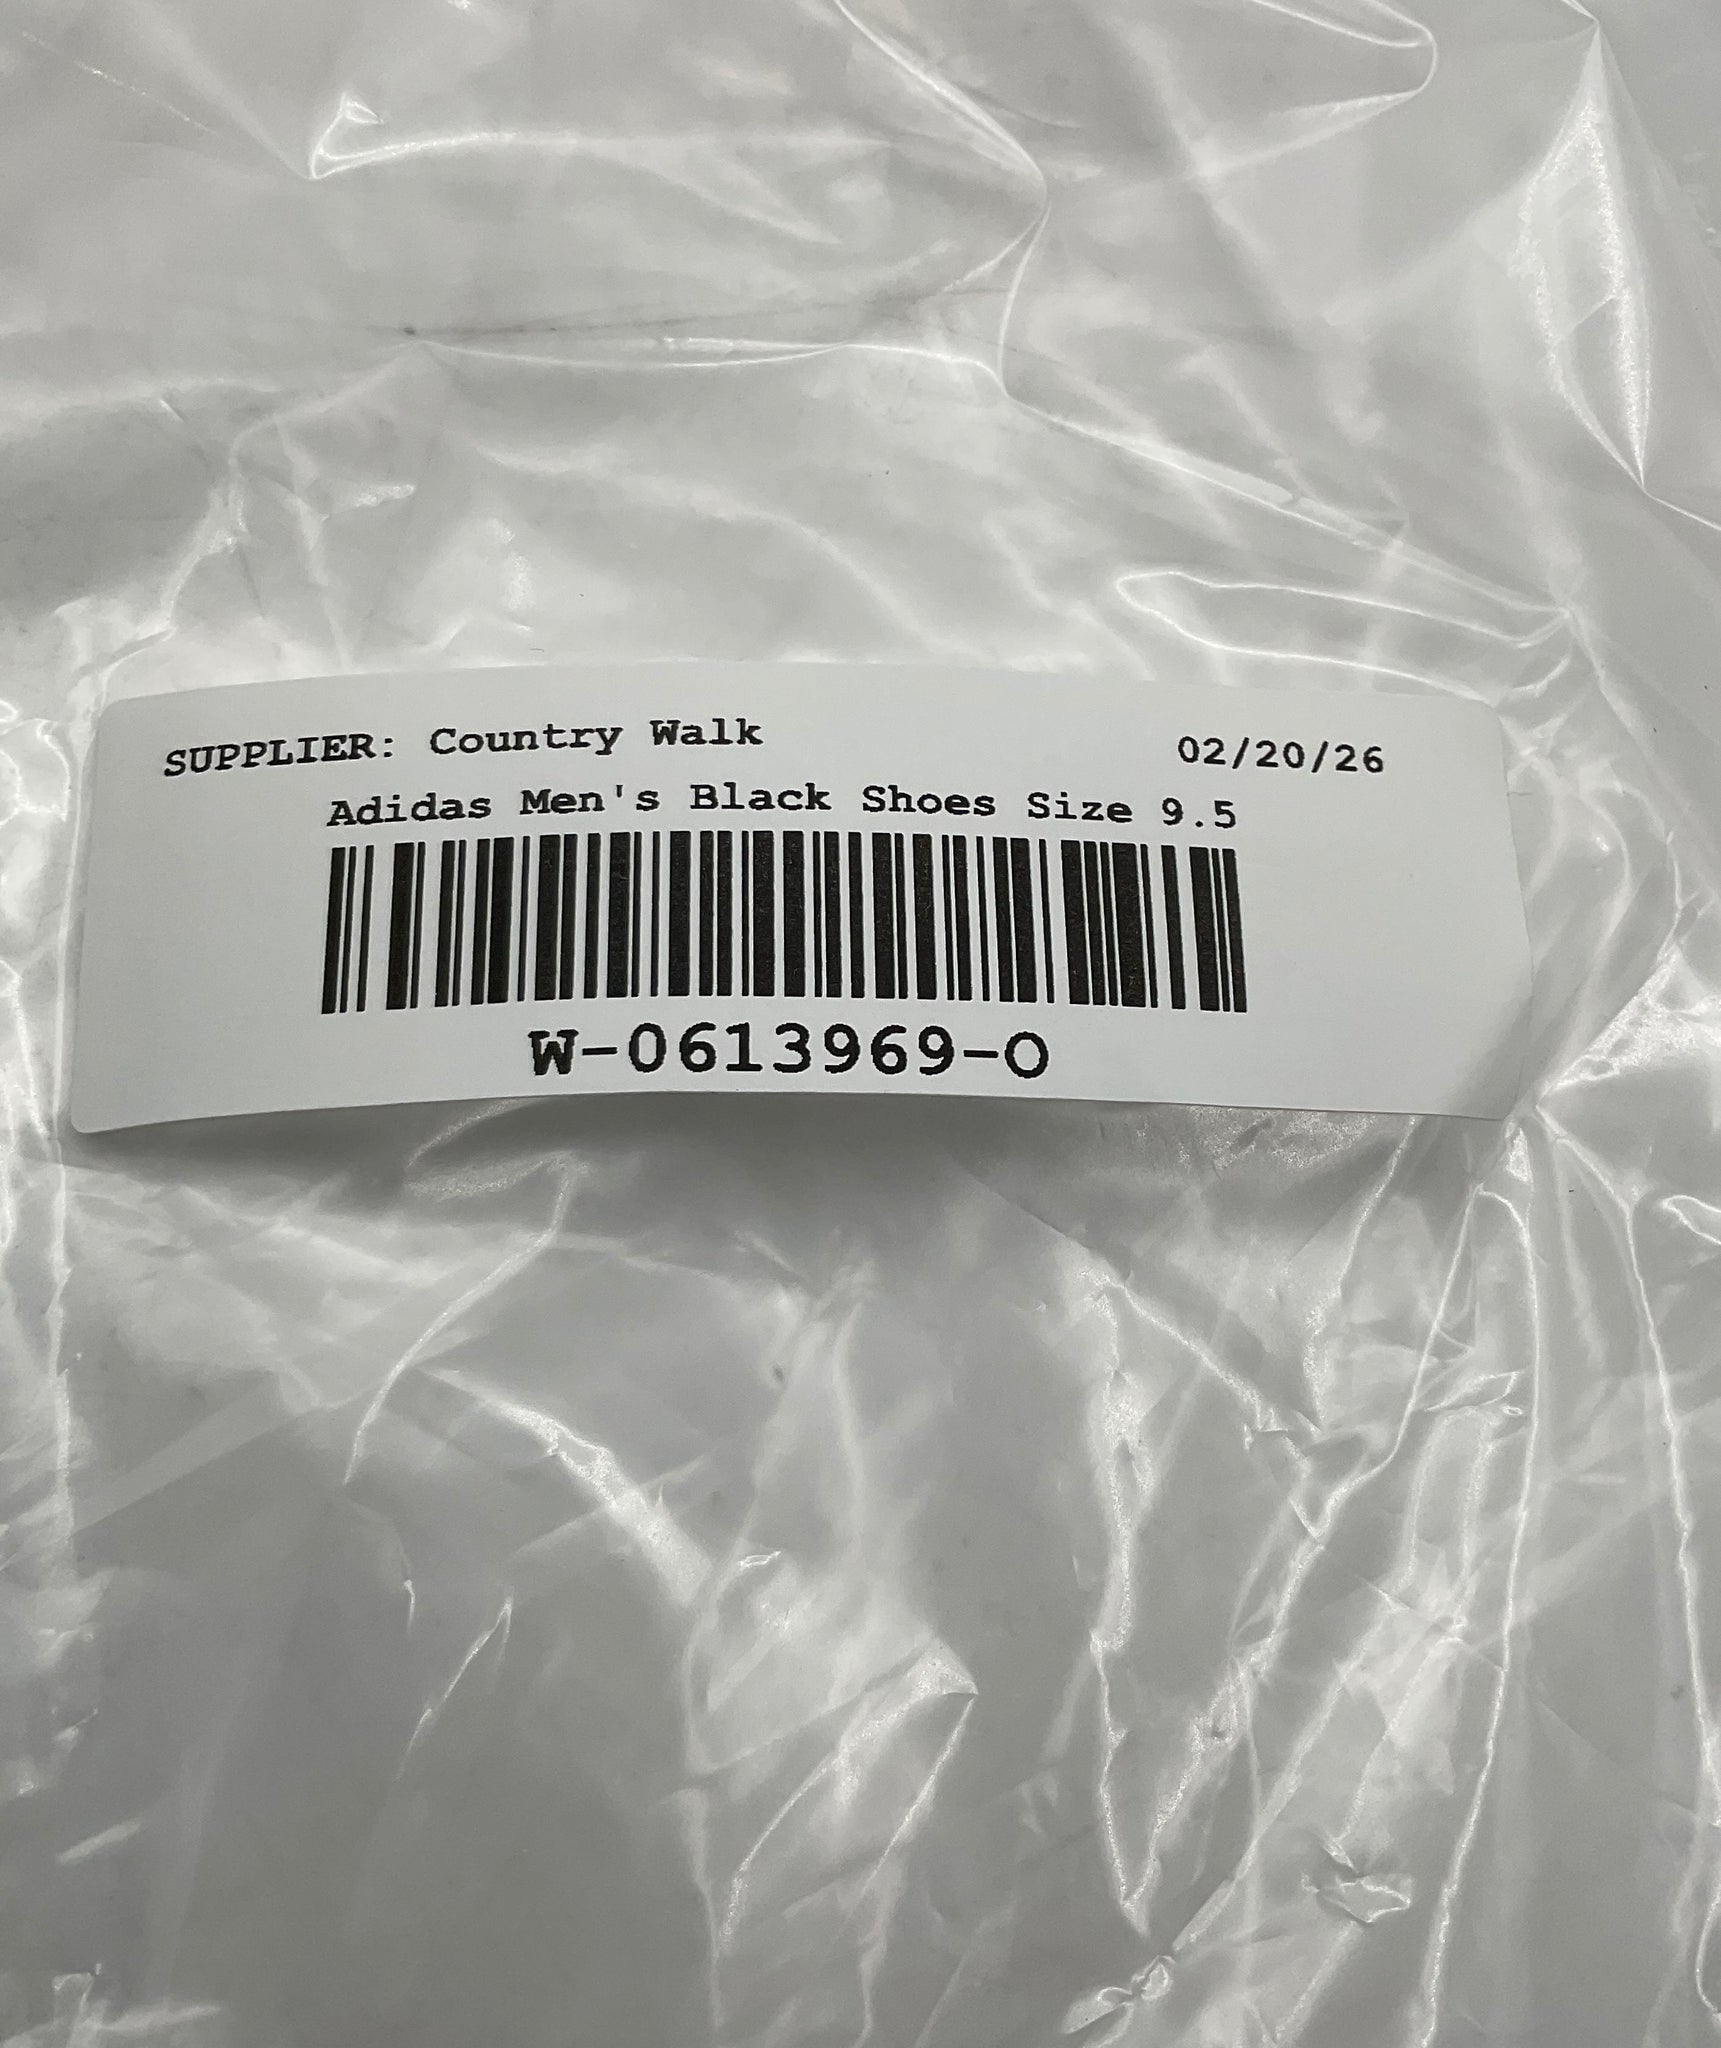 SUPPLIER: Country Walk 02/20/26
Adidas Men's Black Shoes Size 9.5
W-0613969-O